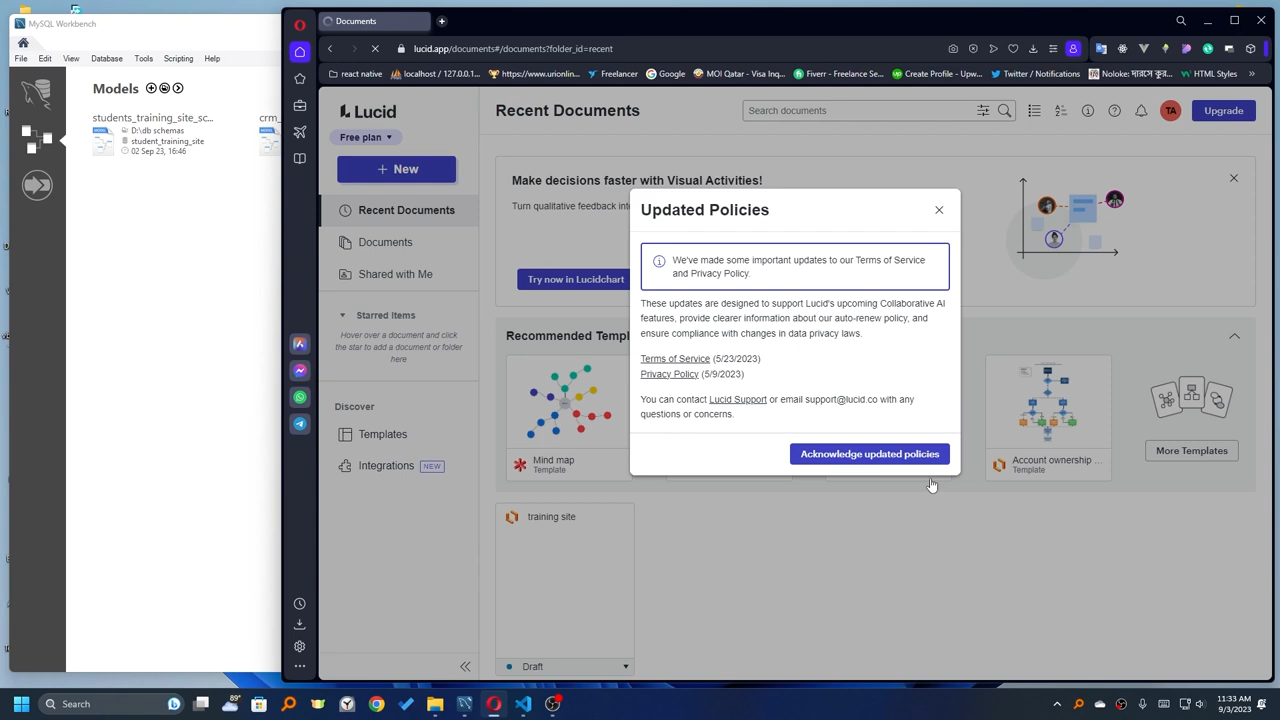 MySQL Workbench
File Edit View Database Tools Scripting Help
Models
students_training_site_sc...
D:\db schemas
student_training_site
02 Sep 23, 16:46
crm_
Documents
lucid.app/documents#/documents?folder_id=recent
react native
localhost / 127.0.0.1...
https://www.urionlin...
Freelancer
Google
MOI Qatar - Visa Inq...
Fiverr - Freelance Se...
Create Profile - Upw...
Twitter / Notifications
HTML Styles
Lucid
Free plan
+ New
Recent Documents
Documents
Shared with Me
Starred Items
Hover over a document and click
the star to add a document or folder
here
Discover
Templates
Integrations NEW
Recent Documents
Search documents
TA
Upgrade
Make decisions faster with Visual Activities!
Turn qualitative feedback into
Try now in Lucidchart
Recommended Templ
Mind map
Template
Account ownership ...
Template
More Templates
training site
Draft
Updated Policies
We've made some important updates to our Terms of Service
and Privacy Policy.
These updates are designed to support Lucid's upcoming Collaborative AI
features, provide clearer information about our auto-renew policy, and
ensure compliance with changes in data privacy laws.
Terms of Service (5/23/2023)
Privacy Policy (5/9/2023)
You can contact Lucid Support or email support@lucid.co with any
questions or concerns.
Acknowledge updated policies
Search
89°
11:33 AM
9/3/2023